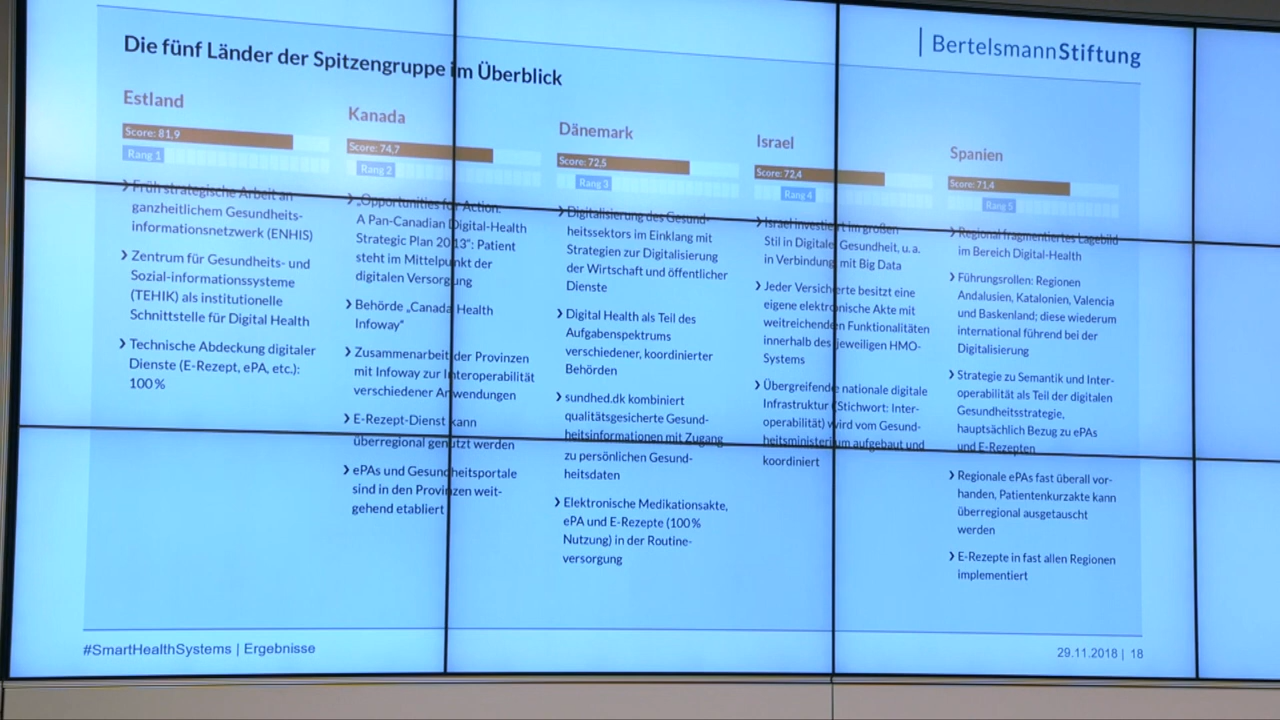 Die fünf Länder der Spitzengruppe im Überblick
BertelsmannStiftung
Estland
Score: 81,9
Rang 1
Früh strategische Arbeit an
ganzheitlichem Gesundheits-
informationsnetzwerk (ENHIS)
Zentrum für Gesundheits- und
Sozial-informationssysteme
(TEHIK) als institutionelle
Schnittstelle für Digital Health
Technische Abdeckung digitaler
Dienste (E-Rezept, ePA, etc.):
100%
Kanada
Score: 74,7
Rang 2
„Opportunities for Action:
A Pan-Canadian Digital-Health
Strategic Plan 2013“: Patient
steht im Mittelpunkt der
digitalen Versorgung
Behörde „Canada Health
Infoway“
Zusammenarbeit der Provinzen
mit Infoway zur Interoperabilität
verschiedener Anwendungen
E-Rezept-Dienst kann
überregional genutzt werden
ePAs und Gesundheitsportale
sind in den Provinzen weit-
gehend etabliert
Dänemark
Score: 72,5
Rang 3
Digitalisierung des Gesund-
heitssektors im Einklang mit
Strategien zur Digitalisierung
der Wirtschaft und öffentlicher
Dienste
Digital Health als Teil des
Aufgabenspektrums
verschiedener, koordinierter
Behörden
sundhed.dk kombiniert
qualitätsgesicherte Gesund-
heitsinformationen mit Zugang
zu persönlichen Gesund-
heitsdaten
Elektronische Medikationsakte,
ePA und E-Rezepte (100%
Nutzung) in der Routine-
versorgung
Israel
Score: 72,4
Rang 4
Israel investiert im großen
Stil in Digitale Gesundheit, u. a.
in Verbindung mit Big Data
Jeder Versicherte besitzt eine
eigene elektronische Akte mit
weitreichenden Funktionalitäten
innerhalb des jeweiligen HMO-
Systems
Übergreifende nationale digitale
Infrastruktur (Stichwort: Inter-
operabilität) wird vom Gesund-
heitsministerium aufgebaut und
koordiniert
Spanien
Score: 71,4
Rang 5
Regional fragmentiertes Lagebild
im Bereich Digital-Health
Führungsrollen: Regionen
Andalusien, Katalonien, Valencia
und Baskenland; diese wiederum
international führend bei der
Digitalisierung
Strategie zu Semantik und Inter-
operabilität als Teil der digitalen
Gesundheitsstrategie,
hauptsächlich Bezug zu ePAs
und E-Rezepten
Regionale ePAs fast überall vor-
handen, Patientenkurzakte kann
überregional ausgetauscht
werden
E-Rezepte in fast allen Regionen
implementiert
#SmartHealthSystems | Ergebnisse
29.11.2018 | 18